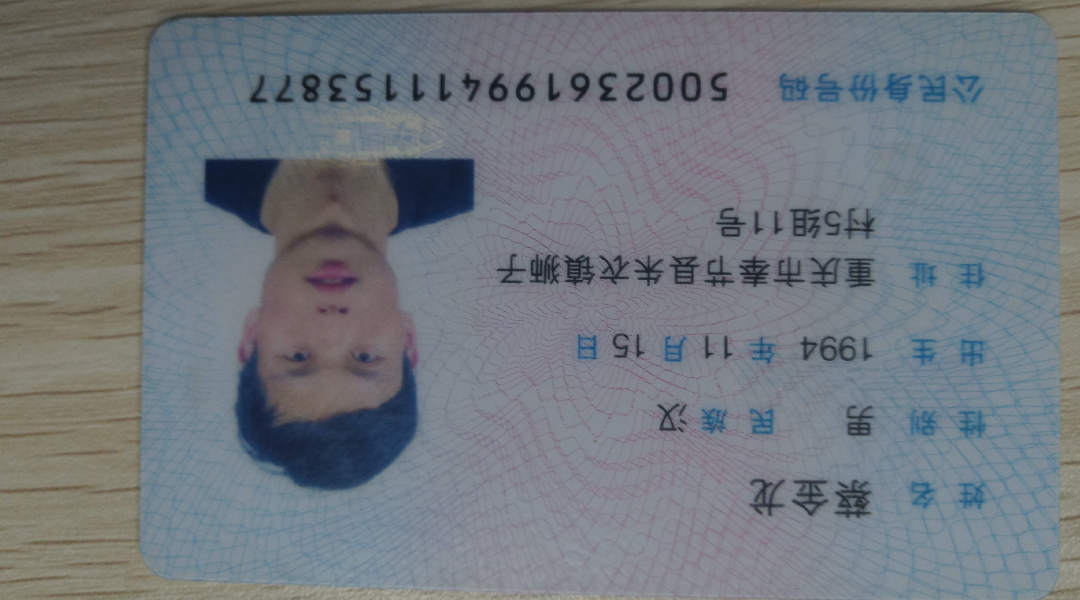 姓名 蔡金龙
性别 男 民族 汉
出生 1994 年 11 月 15 日
住址 重庆市奉节县朱衣镇狮子
村5组11号
公民身份号码 500236199411153877